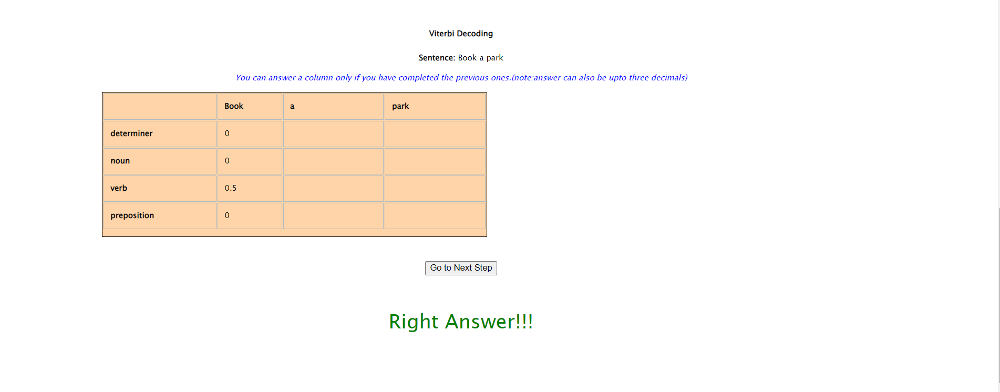 Viterbi Decoding
Sentence: Book a park
You can answer a column only if you have completed the previous ones.(note:answer can also be upto three decimals)
Book a park
determiner 0
noun 0
verb 0.5
preposition 0
Go to Next Step
Right Answer!!!